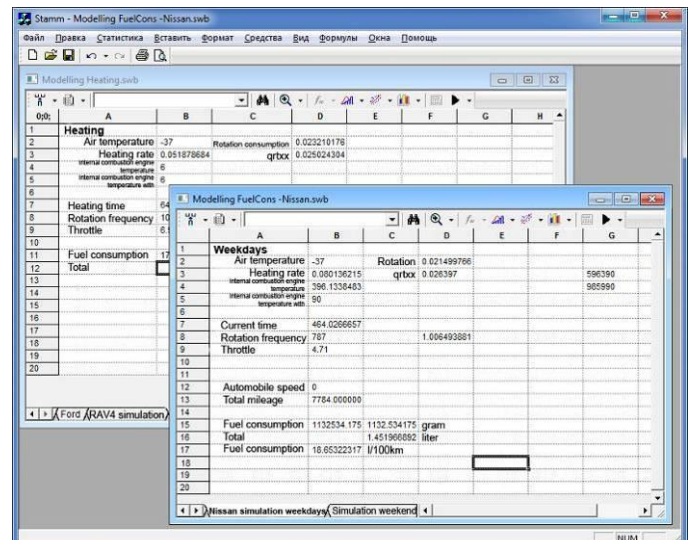 Stamm - Modelling FuelCons -Nissan.swb
Файл Правка Статистика Вставить Формат Средства Вид Формулы Окна Помощь
Modelling Heating.swb
0;0; A B C D E F G H
1 Heating
2 Air temperature -37 Rotation consumption 0.023210176
3 Heating rate 0.051878684 qrtxx 0.025024304
4 Internal combustion engine temperature 6
5 Internal combustion engine temperature with 6
6
7 Heating time 64
8 Rotation frequency 10
9 Throttle 6.
10
11 Fuel consumption 17
12 Total
13
14
15
16
17
18
19
20
Ford RAV4 simulation
Modelling FuelCons -Nissan.swb
A B C D E F G
1 Weekdays
2 Air temperature -37 Rotation 0.021499766
3 Heating rate 0.080136215 qrtxx 0.026397 596390
4 Internal combustion engine temperature 396.1338483 985990
5 Internal combustion engine temperature with 90
6
7 Current time 464.0266657
8 Rotation frequency 787 1.006493881
9 Throttle 4.71
10
11
12 Automobile speed 0
13 Total mileage 7784.000000
14
15 Fuel consumption 1132534.175 1132.534175 gram
16 Total 1.451966892 liter
17 Fuel consumption 18.65322317 l/100km
18
19
20
Nissan simulation weekdays Simulation weekend
NUM